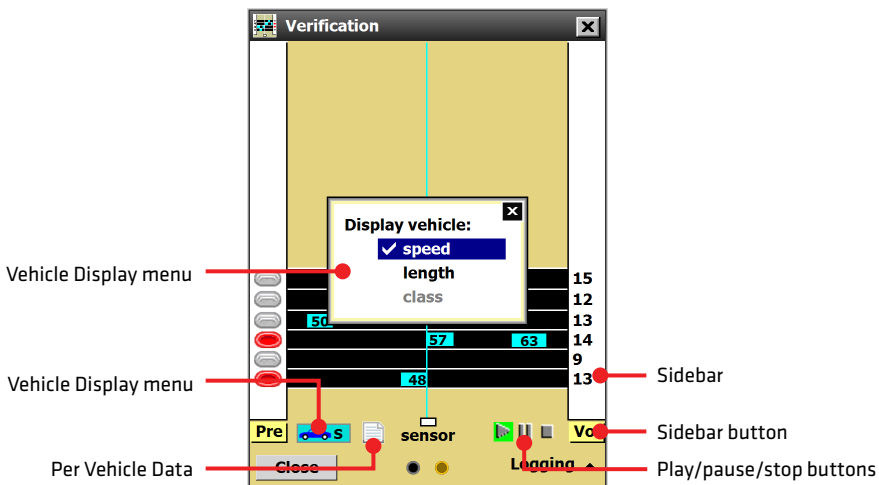 Verification
Display vehicle:
speed
length
class
Vehicle Display menu
15
12
50
13
57 63 14
9
Vehicle Display menu
48
13
Sidebar
Pre
s
sensor
Vo
Sidebar button
Per Vehicle Data
Close
Logging
Play/pause/stop buttons